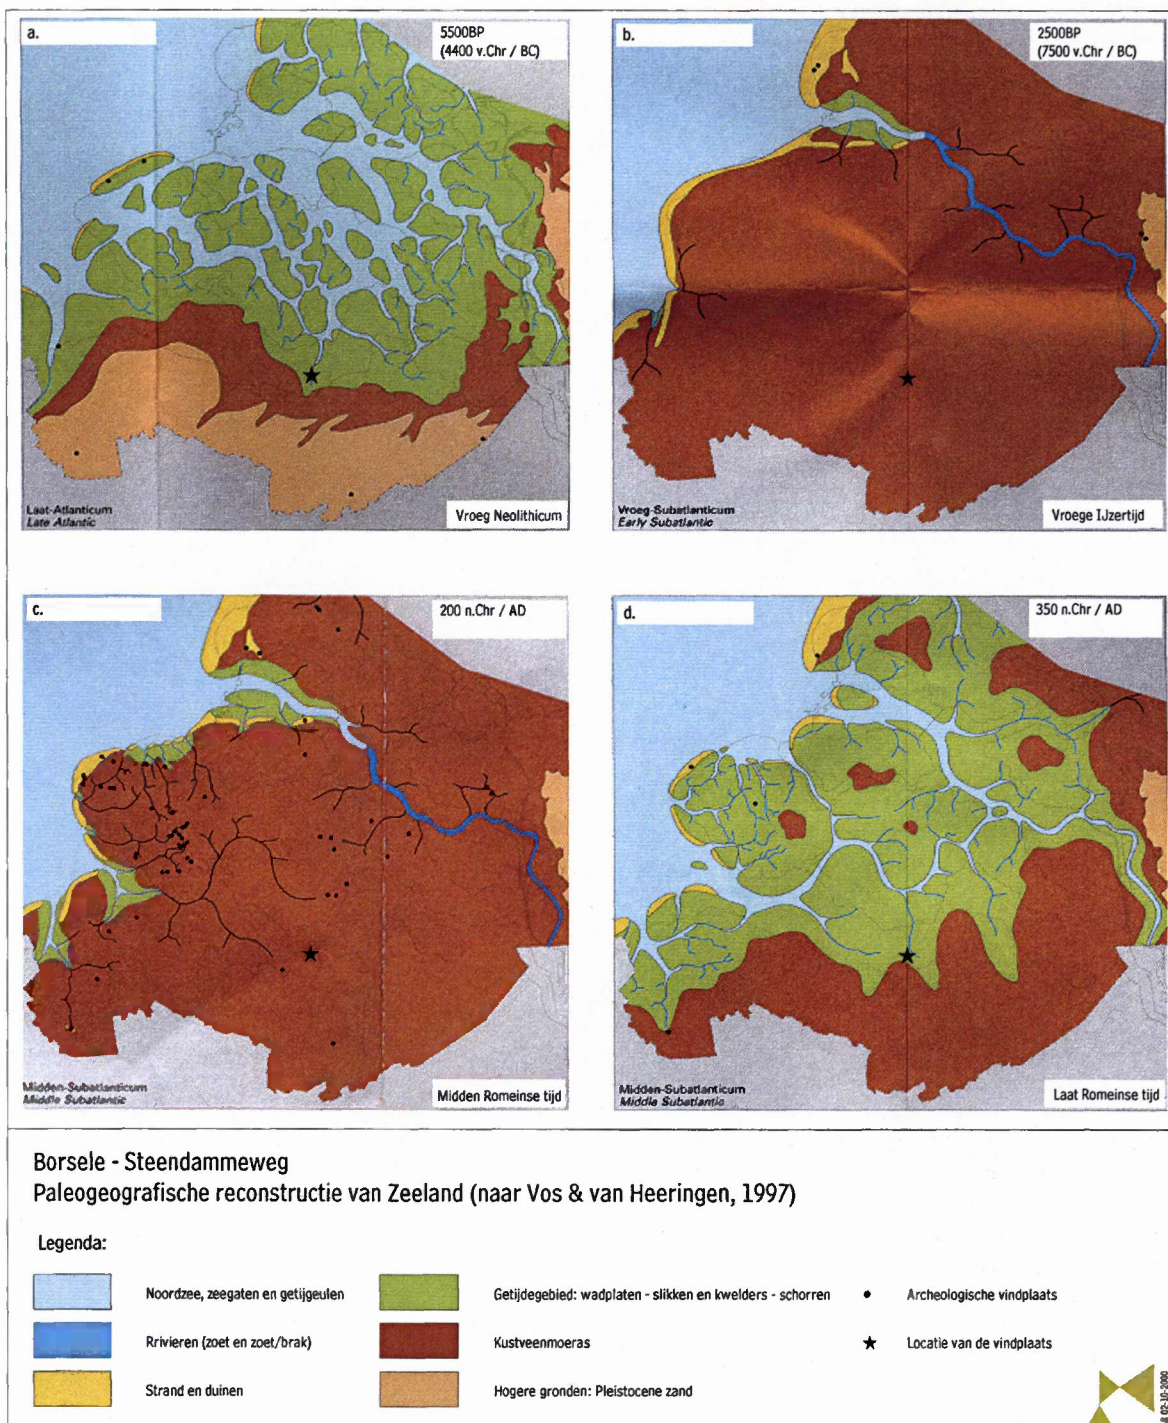 a.
5500BP
(4400 v.Chr / BC)
Laat-Atlanticum
Late Atlantic
Vroeg Neolithicum
b.
2500BP
(7500 v.Chr / BC)
Vroeg-Subatlanticum
Early Subatlantic
Vroege IJzertijd
c.
200 n.Chr / AD
Midden-Subatlanticum
Middle Subatlantic
Midden Romeinse tijd
d.
350 n.Chr / AD
Midden-Subatlanticum
Middle Subatlantic
Laat Romeinse tijd
Borsele - Steendammeweg
Paleogeografische reconstructie van Zeeland (naar Vos & van Heeringen, 1997)
Legenda:
Noordzee, zeegaten en getijgeulen
Rrivieren (zoet en zoet/brak)
Strand en duinen
Getijdegebied: wadplaten - slikken en kwelders - schorren
Kustveenmoeras
Hogere gronden: Pleistocene zand
Archeologische vindplaats
Locatie van de vindplaats
02-10-2000